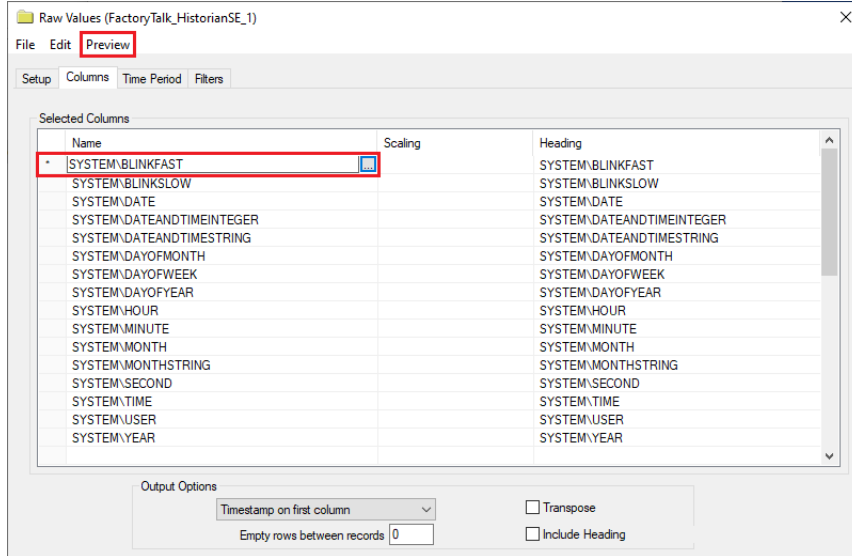 Raw Values (FactoryTalk_HistorianSE_1)
File Edit Preview
Setup Columns Time Period Filters
Selected Columns
Name Scaling Heading
* SYSTEM\BLINKFAST ... SYSTEM\BLINKFAST
SYSTEM\BLINKSLOW SYSTEM\BLINKSLOW
SYSTEM\DATE SYSTEM\DATE
SYSTEM\DATEANDTIMEINTEGER SYSTEM\DATEANDTIMEINTEGER
SYSTEM\DATEANDTIMESTRING SYSTEM\DATEANDTIMESTRING
SYSTEM\DAYOFMONTH SYSTEM\DAYOFMONTH
SYSTEM\DAYOFWEEK SYSTEM\DAYOFWEEK
SYSTEM\DAYOFYEAR SYSTEM\DAYOFYEAR
SYSTEM\HOUR SYSTEM\HOUR
SYSTEM\MINUTE SYSTEM\MINUTE
SYSTEM\MONTH SYSTEM\MONTH
SYSTEM\MONTHSTRING SYSTEM\MONTHSTRING
SYSTEM\SECOND SYSTEM\SECOND
SYSTEM\TIME SYSTEM\TIME
SYSTEM\USER SYSTEM\USER
SYSTEM\YEAR SYSTEM\YEAR
Output Options
Timestamp on first column Transpose
Empty rows between records 0 Include Heading